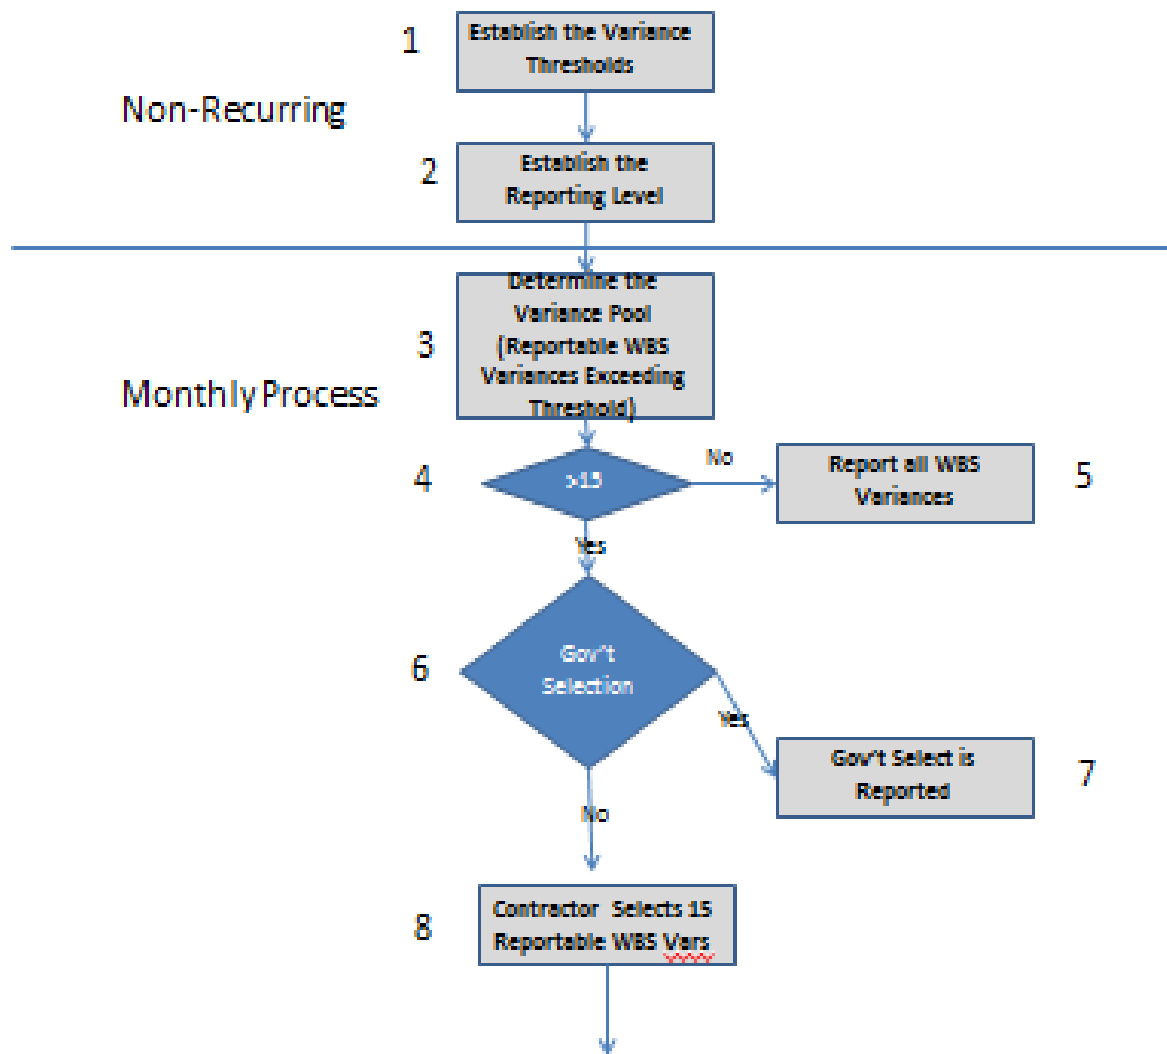 1
Establish the Variance
Thresholds
Non-Recurring
2
Establish the
Reporting Level
Determine the
Variance Pool
(Reportable WBS
Variances Exceeding
Threshold)
3
Monthly Process
4
>15
No
Report all WBS
Variances
5
Yes
6
Gov't
Selection
Yes
Gov't Select is
Reported
7
No
8
Contractor Selects 15
Reportable WBS Vars